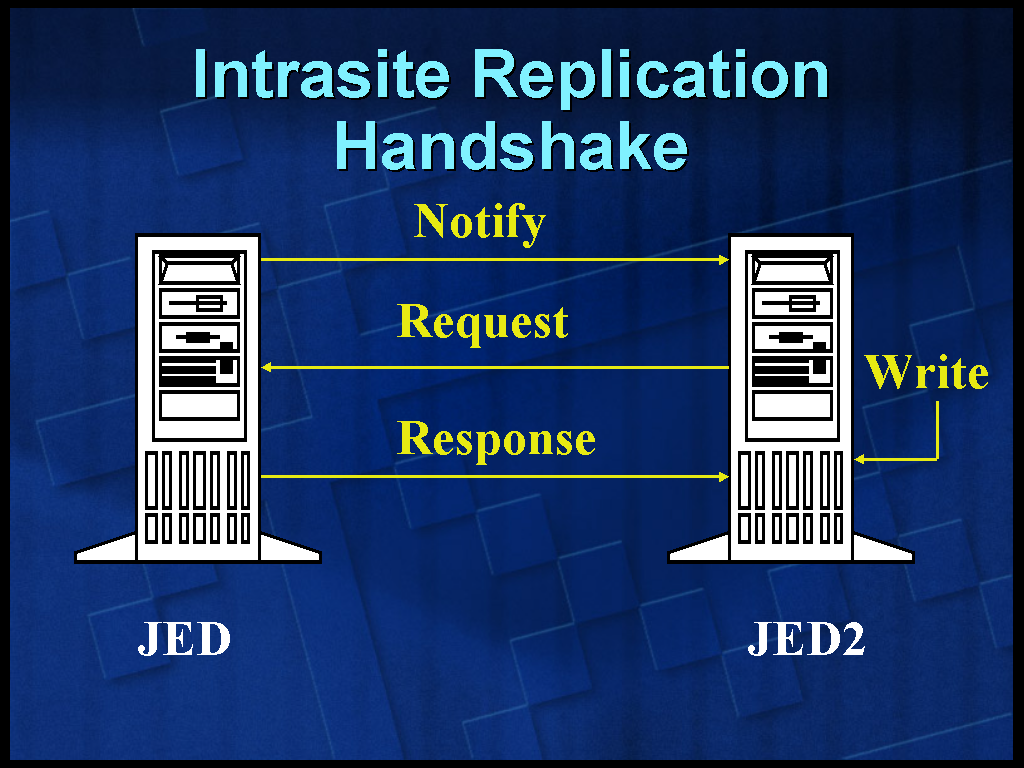 Intrasite Replication
Handshake
Notify
Request
Write
Response
JED
JED2